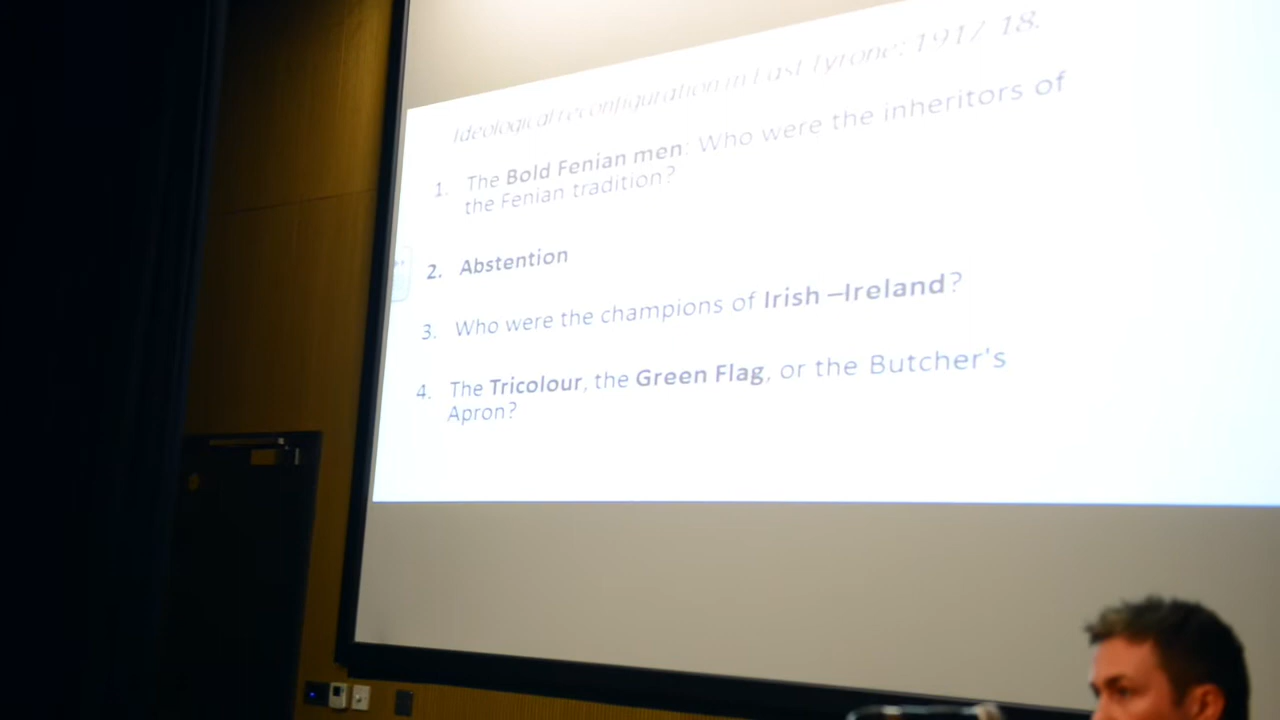 Ideological reconfiguration in East Tyrone: 1917-18.
1. The Bold Fenian men: Who were the inheritors of
the Fenian tradition?
2. Abstention
3. Who were the champions of Irish –Ireland?
4. The Tricolour, the Green Flag, or the Butcher's
Apron?